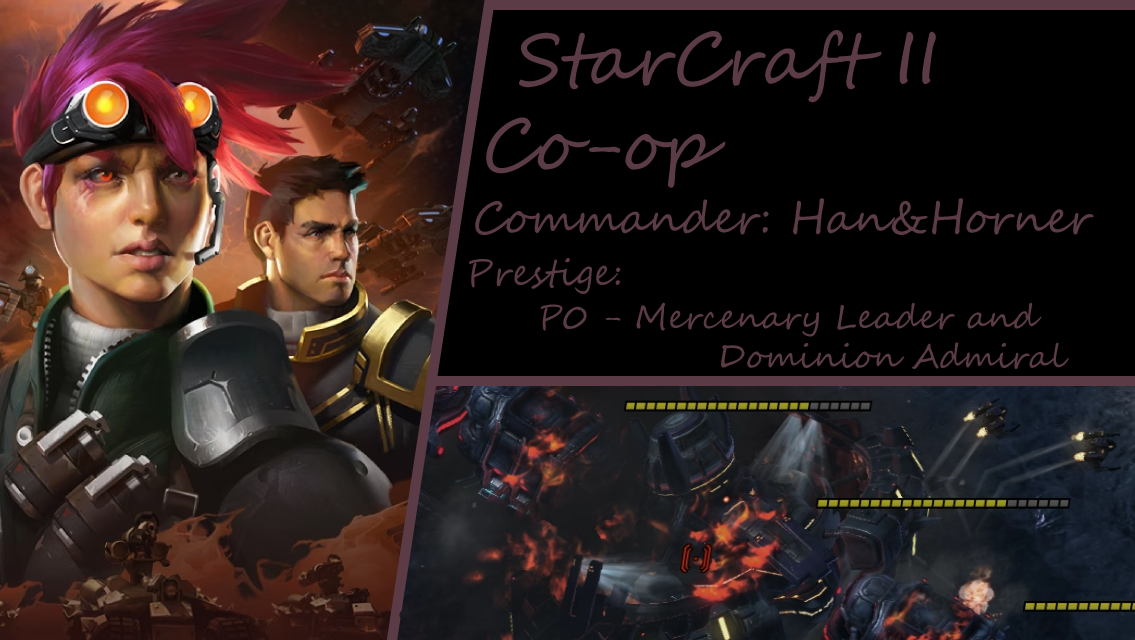 StarCraft II
Co-op
Commander: Han&Horner
Prestige:
P0 - Mercenary Leader and
Dominion Admiral